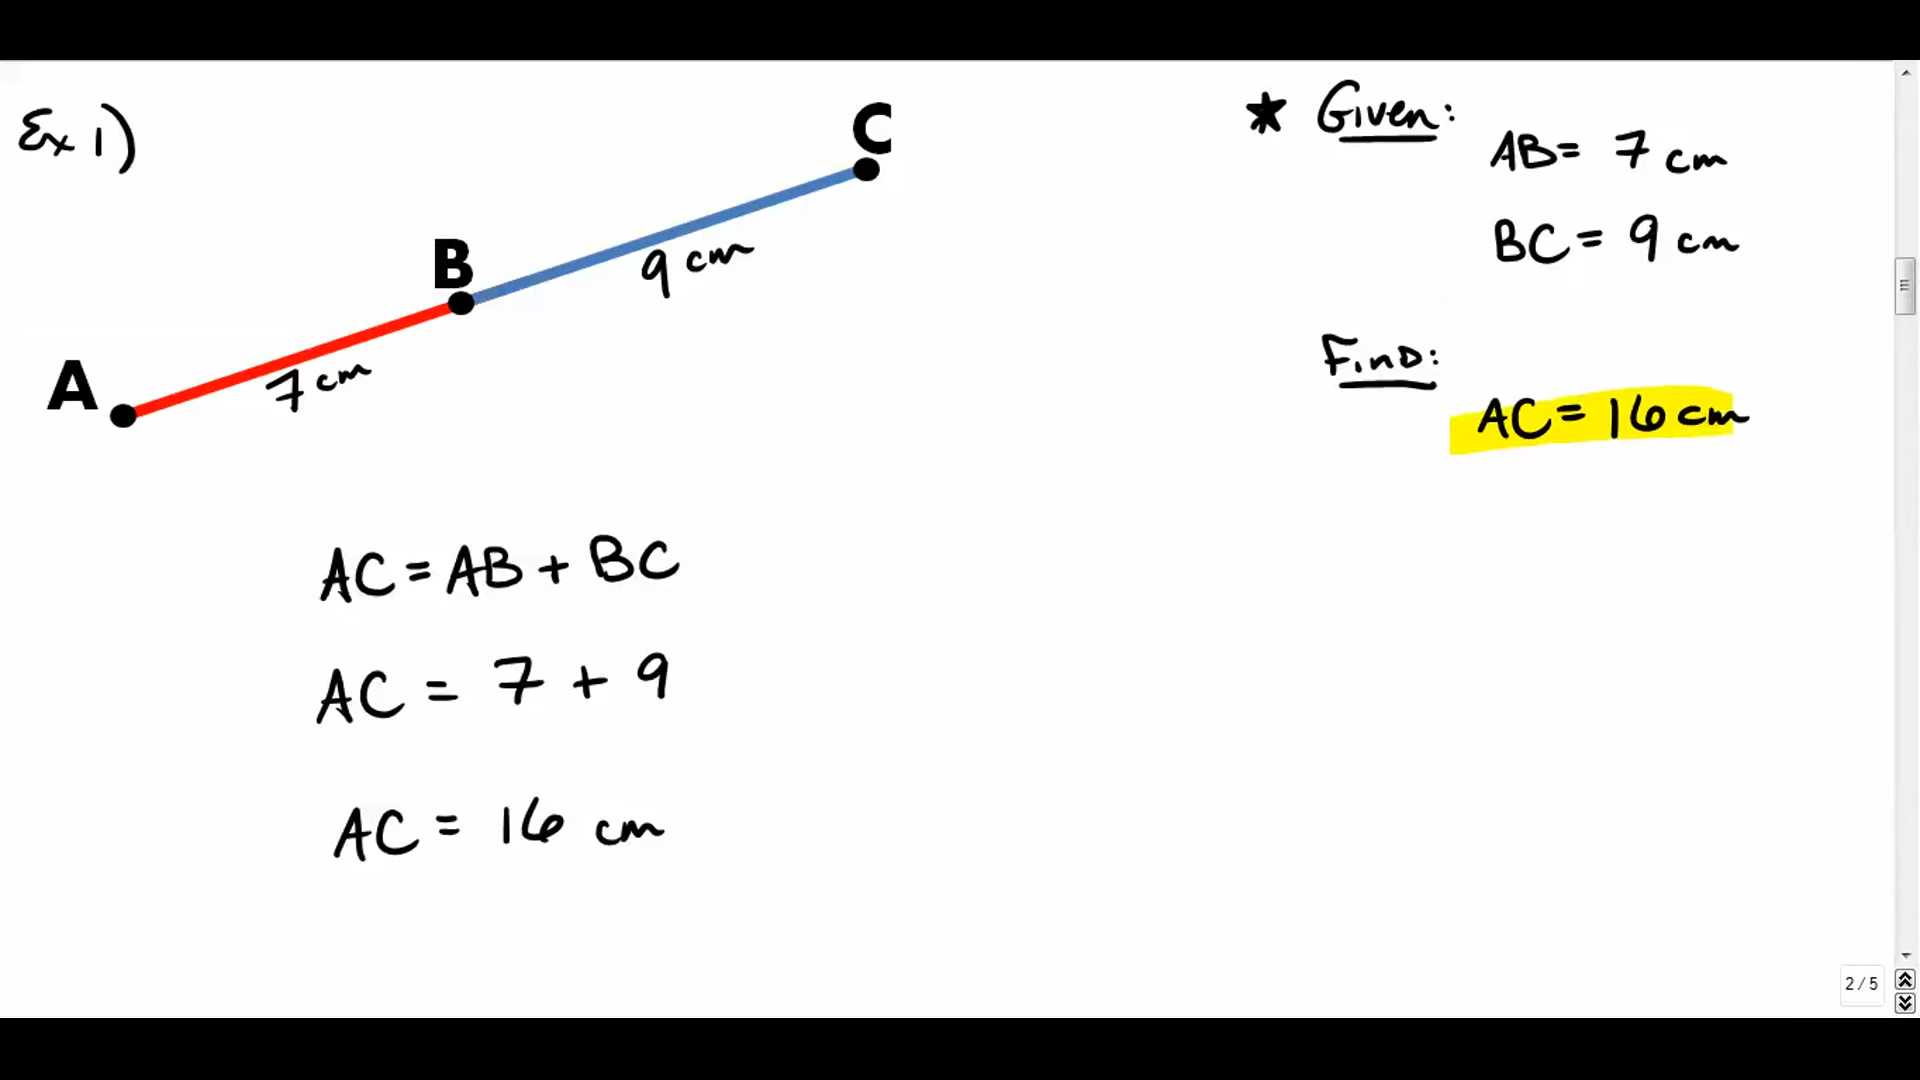 Ex 1)
C
B
A
9 cm
7 cm
AC = AB + BC
AC = 7 + 9
AC = 16 cm
★ Given:
AB = 7 cm
BC = 9 cm
Find:
AC = 16 cm
2 / 5